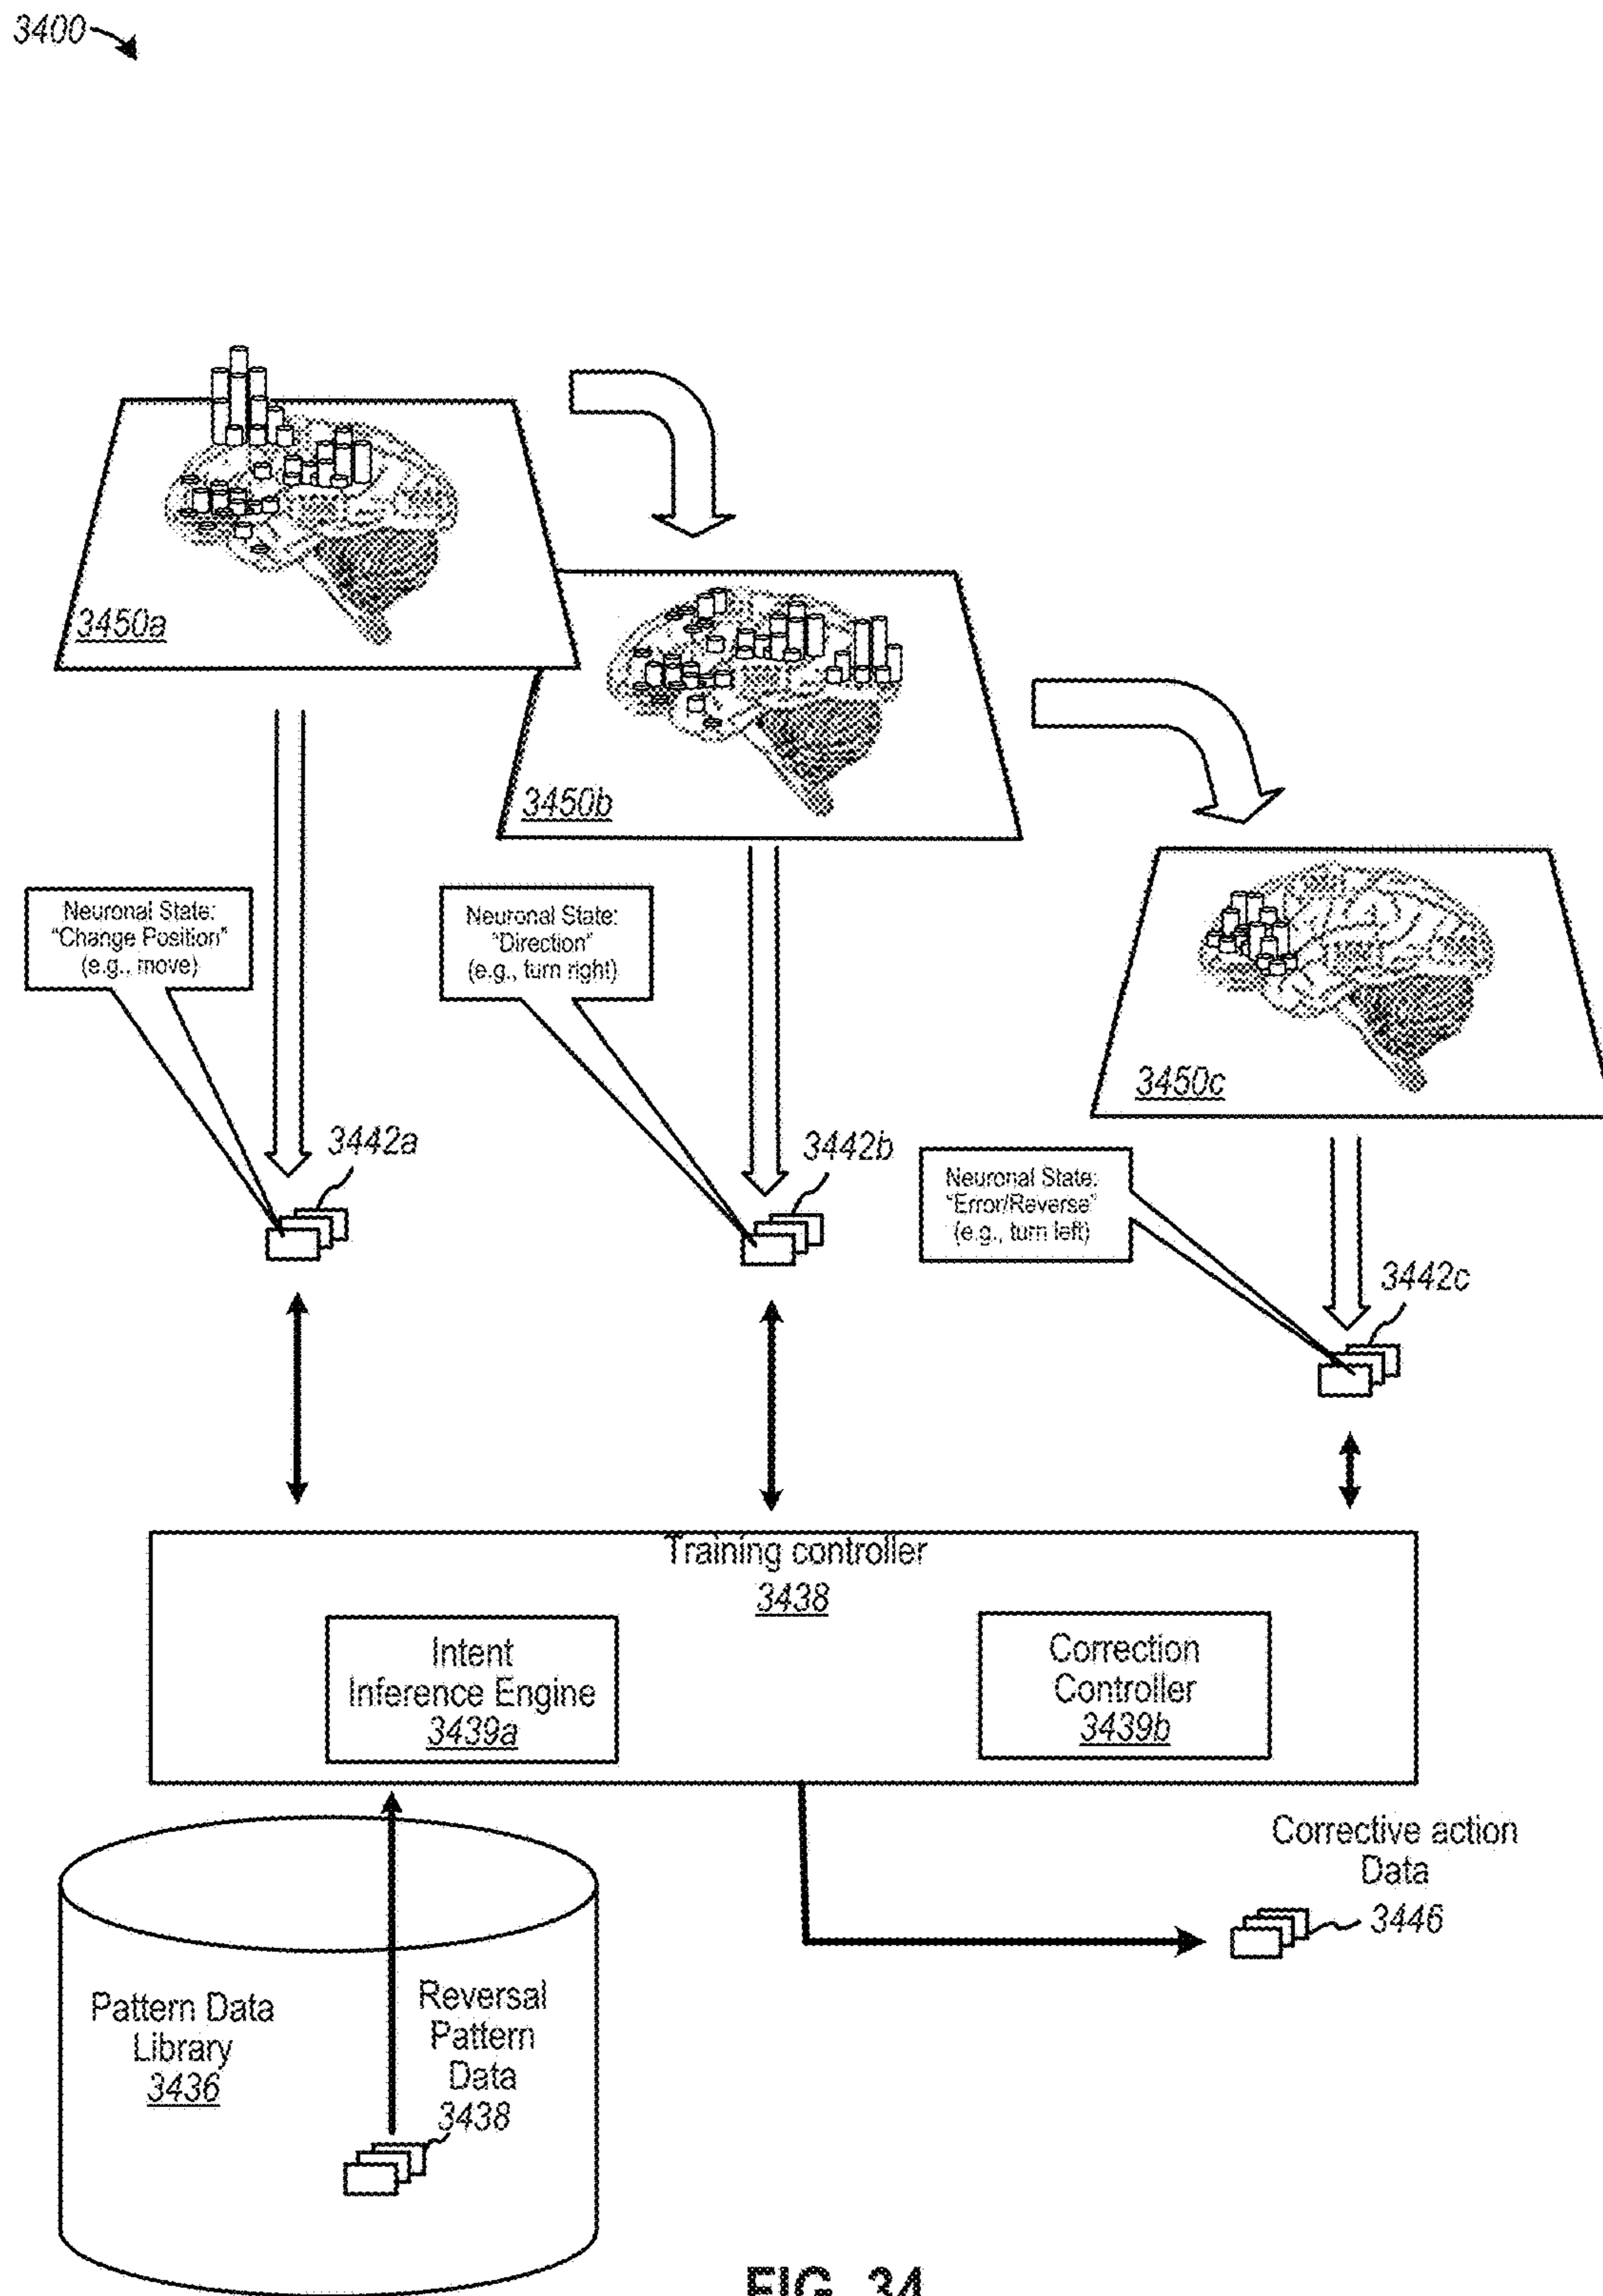 3400
3450a
3450b
3450c
Neuronal State:
"Change Position"
(e.g., move)
Neuronal State:
"Direction"
(e.g., turn right)
Neuronal State:
"Error/Reverse"
(e.g., turn left)
3442a
3442b
3442c
Training controller
3438
Intent
Inference Engine
3439a
Correction
Controller
3439b
Corrective action
Data
3446
Pattern Data
Library
3436
Reversal
Pattern
Data
3438
FIG. 34